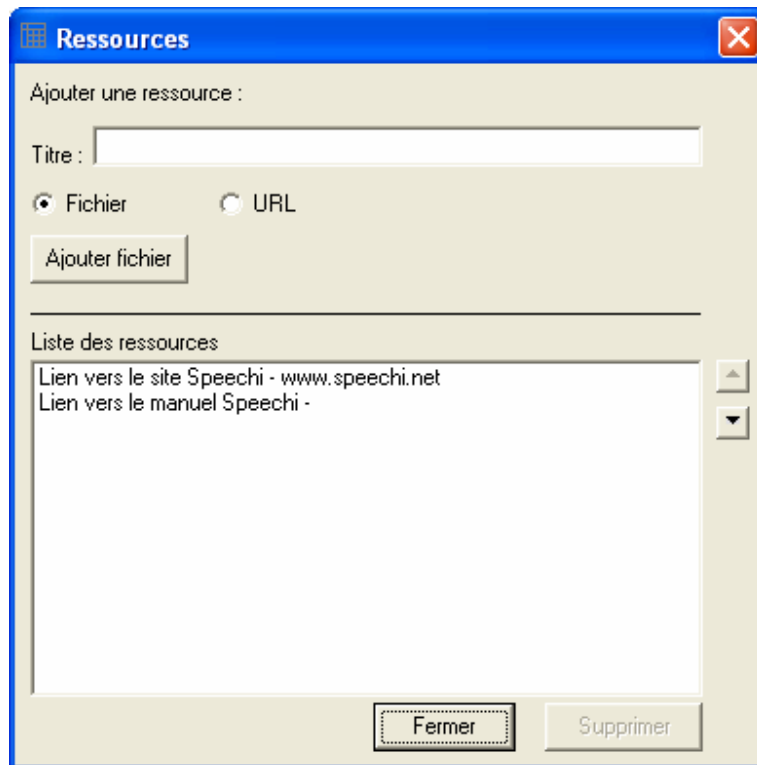 Ressources
Ajouter une ressource :
Titre :
Fichier URL
Ajouter fichier
Liste des ressources
Lien vers le site Speechi - www.speechi.net
Lien vers le manuel Speechi -
Fermer Supprimer